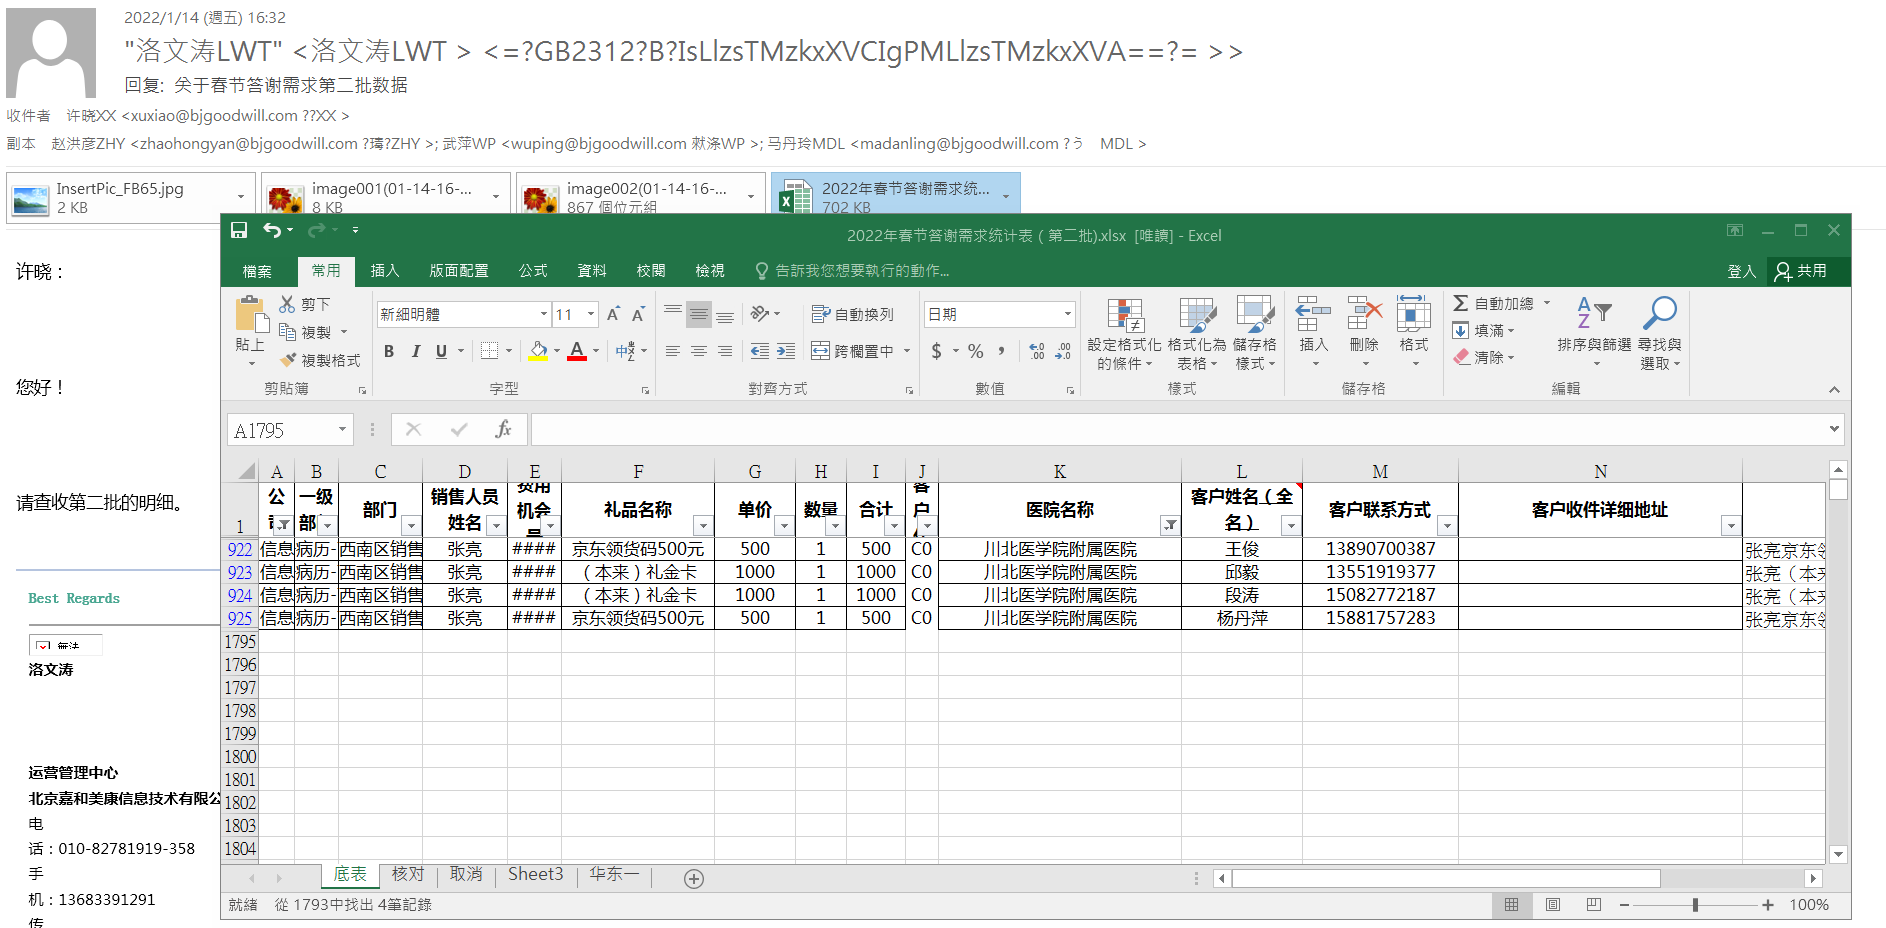 2022/1/14 (週五) 16:32
"洛文涛LWT" <洛文涛LWT > <=?GB2312?B?IsLlzsTMzkxXVCIgPMLlzsTMzkxXVA==?= >>
回复: 关于春节答谢需求第二批数据
收件者 许晓XX <xuxiao@bjgoodwill.com ??XX >
副本 赵洪彦ZHY <zhaohongyan@bjgoodwill.com ?璹?ZHY >; 武萍WP <wuping@bjgoodwill.com 欶涤WP >; 马丹玲MDL <madanling@bjgoodwill.com ?う MDL >
InsertPic_FB65.jpg
2 KB
image001(01-14-16-...
8 KB
image002(01-14-16-...
867 個位元組
2022年春节答谢需求统...
702 KB
2022年春节答谢需求统计表 ( 第二批).xlsx [唯讀] - Excel
檔案 常用 插入 版面配置 公式 資料 校閱 檢視 告訴我您想要執行的動作... 登入 共用
貼上
剪下
複製
複製格式
剪貼簿
新細明體 11
B I U
字型
自動換列
跨欄置中
對齊方式
日期
$ % ,
數值
設定格式化的條件
格式化為表格
儲存格樣式
樣式
插入 刪除 格式
儲存格
自動加總
填滿
清除
排序與篩選
尋找與選取
編輯
A1795 fx
A B C D E F G H I J K L M N
1 公 一级 部门 销售人员姓名 费用机会 礼品名称 单价 数量 合计 客户 医院名称 客户姓名（全名） 客户联系方式 客户收件详细地址
922 信息 病历- 西南区销售 张亮 #### 京东领货码500元 500 1 500 C0 川北医学院附属医院 王俊 13890700387 张亮京东领
923 信息 病历- 西南区销售 张亮 #### （本来）礼金卡 1000 1 1000 C0 川北医学院附属医院 邱毅 13551919377 张亮（本来
924 信息 病历- 西南区销售 张亮 #### （本来）礼金卡 1000 1 1000 C0 川北医学院附属医院 段涛 15082772187 张亮（本来
925 信息 病历- 西南区销售 张亮 #### 京东领货码500元 500 1 500 C0 川北医学院附属医院 杨丹萍 15881757283 张亮京东领
1795
1796
1797
1798
1799
1800
1801
1802
1803
1804
底表 核对 取消 Sheet3 华东一
就緒 從 1793中找出 4筆記錄 100%
许晓：
您好！
请查收第二批的明细。
Best Regards
洛文涛
运营管理中心
北京嘉和美康信息技术有限公
电
话：010-82781919-358
手
机：13683391291
传